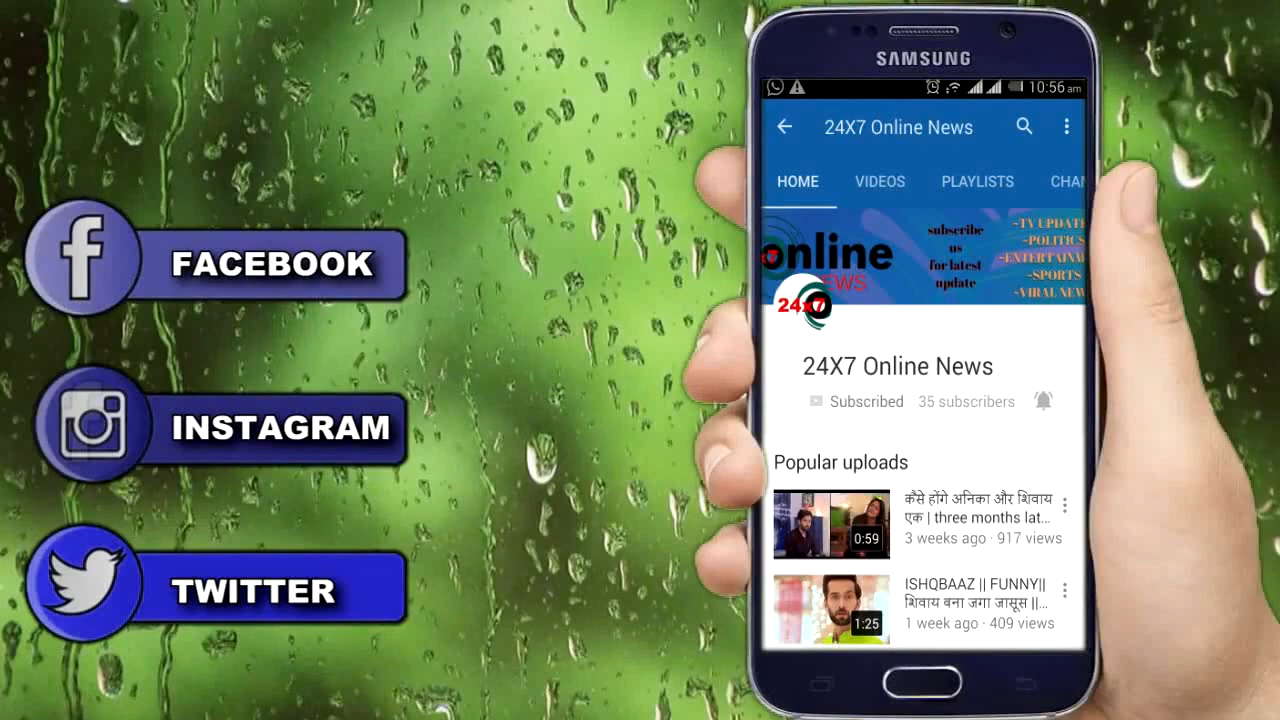 FACEBOOK
INSTAGRAM
TWITTER
SAMSUNG
10:56 am
24X7 Online News
HOME VIDEOS PLAYLISTS CHAN
online
NEWS
subscribe
us
for latest
update
~TV UPDATE
~POLITICS
~ENTERTAINM
~SPORTS
~VIRAL NEW
24x7
24X7 Online News
Subscribed 35 subscribers
Popular uploads
0:59
कैसे होंगे अनिका और शिवाय
एक | three months lat...
3 weeks ago · 917 views
1:25
ISHQBAAZ || FUNNY||
शिवाय बना जगा जासूस ||...
1 week ago · 409 views